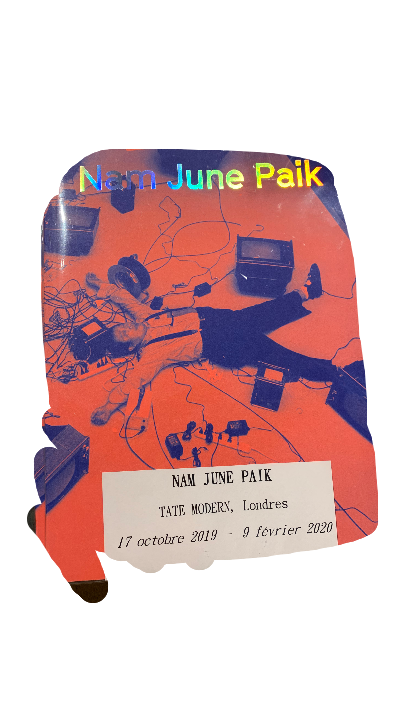 Nam June Paik
NAM JUNE PAIK
TATE MODERN, Londres
17 octobre 2019 - 9 février 2020